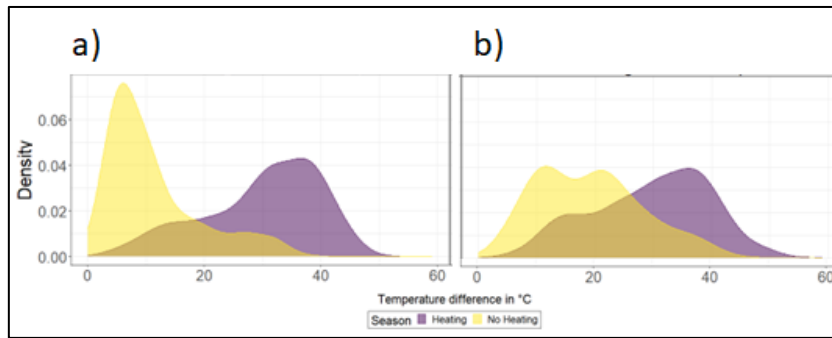 a)
b)
Density
0.06
0.04
0.02
0.00
0 20 40 60
0 20 40 60
Temperature difference in °C
Season Heating No Heating